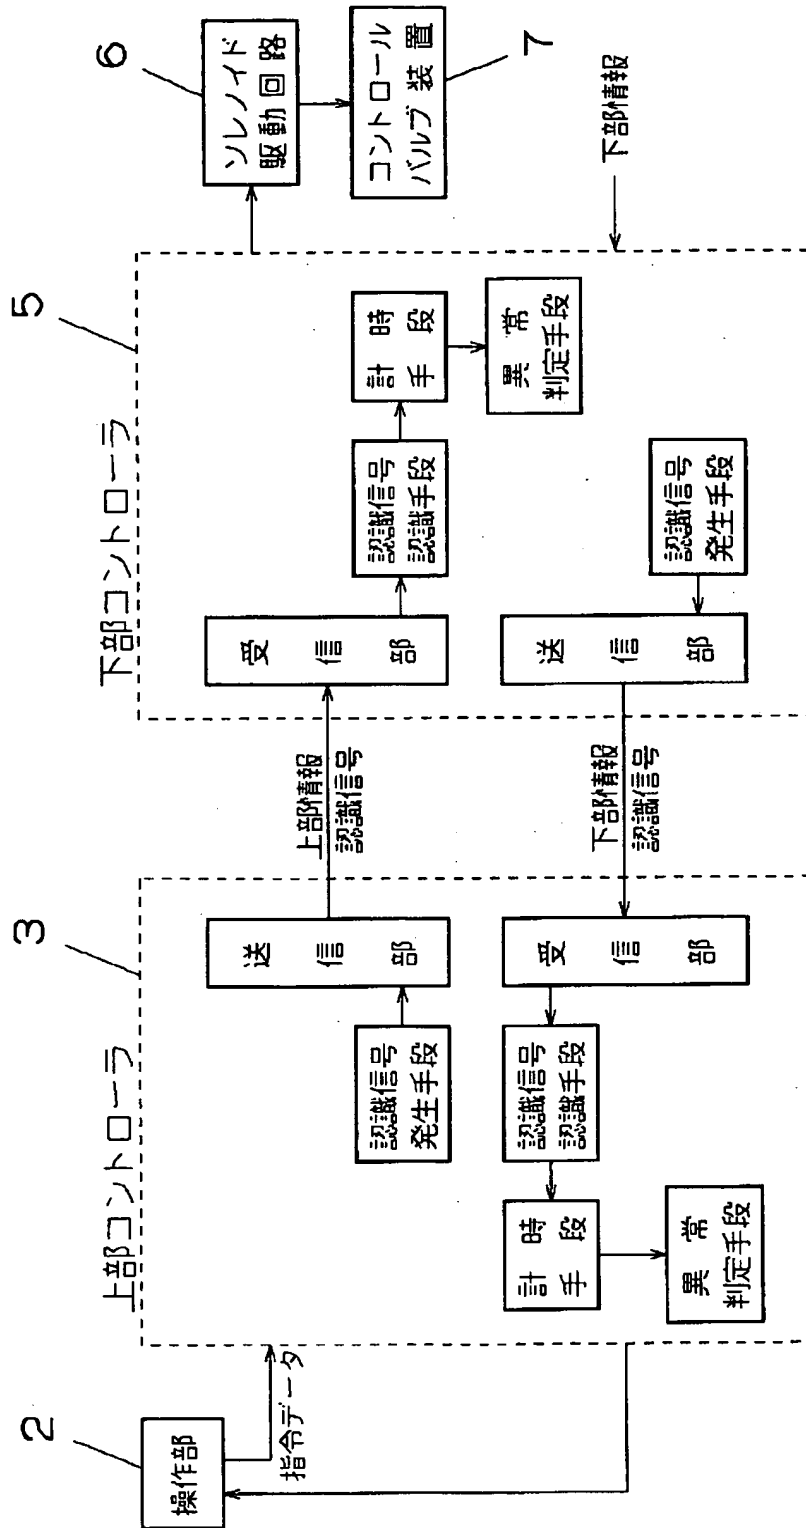 2
操作部
指令データ
3
上部コントローラ
認識信号
発生手段
送信部
受信部
認識信号
認識手段
計時
手段
異常
判定手段
上部情報
認識信号
下部情報
認識信号
5
下部コントローラ
受信部
認識信号
認識手段
計時
手段
異常
判定手段
送信部
認識信号
発生手段
下部情報
6
ソレノイド
駆動回路
コントロール
バルブ装置
7